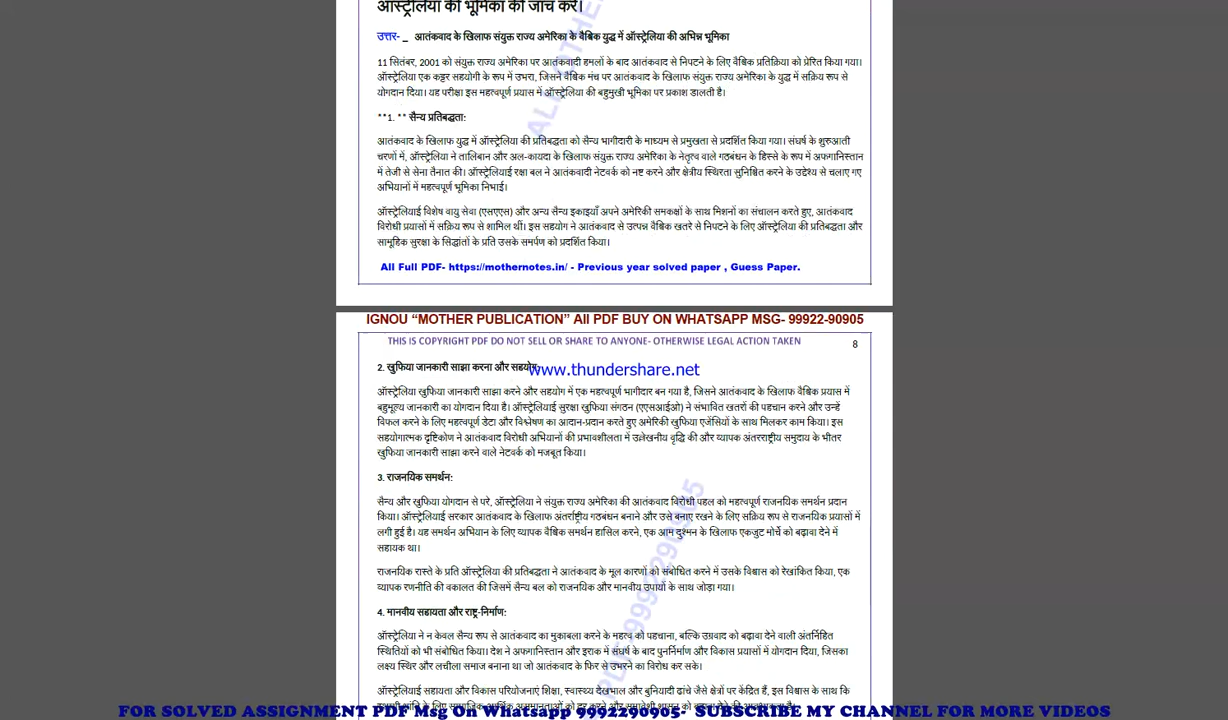 ऑस्ट्रेलिया की भूमिका की जांच करें।
उत्तर- _ आतंकवाद के खिलाफ संयुक्त राज्य अमेरिका के वैश्विक युद्ध में ऑस्ट्रेलिया की अभिन्न भूमिका
11 सितंबर, 2001 को संयुक्त राज्य अमेरिका पर आतंकवादी हमलों के बाद आतंकवाद से निपटने के लिए वैश्विक प्रतिक्रिया को प्रेरित किया गया।
ऑस्ट्रेलिया एक कट्टर सहयोगी के रूप में उभरा, जिसने वैश्विक मंच पर आतंकवाद के खिलाफ संयुक्त राज्य अमेरिका के युद्ध में सक्रिय रूप से
योगदान दिया। यह परीक्षा इस महत्वपूर्ण प्रयास में ऑस्ट्रेलिया की बहुमुखी भूमिका पर प्रकाश डालती है।
**1. ** सैन्य प्रतिबद्धता:
आतंकवाद के खिलाफ युद्ध में ऑस्ट्रेलिया की प्रतिबद्धता को सैन्य भागीदारी के माध्यम से प्रमुखता से प्रदर्शित किया गया। संघर्ष के शुरुआती
चरणों में, ऑस्ट्रेलिया ने तालिबान और अल-कायदा के खिलाफ संयुक्त राज्य अमेरिका के नेतृत्व वाले गठबंधन के हिस्से के रूप में अफगानिस्तान
में तेजी से सेना तैनात की। ऑस्ट्रेलियाई रक्षा बल ने आतंकवादी नेटवर्क को नष्ट करने और क्षेत्रीय स्थिरता सुनिश्चित करने के उद्देश्य से चलाए गए
अभियानों में महत्वपूर्ण भूमिका निभाई।
ऑस्ट्रेलियाई विशेष वायु सेवा (एसएएस) और अन्य सैन्य इकाइयाँ अपने अमेरिकी समकक्षों के साथ मिशनों का संचालन करते हुए, आतंकवाद
विरोधी प्रयासों में सक्रिय रूप से शामिल थीं। इस सहयोग ने आतंकवाद से उत्पन्न वैश्विक खतरे से निपटने के लिए ऑस्ट्रेलिया की प्रतिबद्धता और
सामूहिक सुरक्षा के सिद्धांतों के प्रति उसके समर्पण को प्रदर्शित किया।
All Full PDF- https://mothernotes.in/ - Previous year solved paper , Guess Paper.
IGNOU “MOTHER PUBLICATION” All PDF BUY ON WHATSAPP MSG- 99922-90905
THIS IS COPYRIGHT PDF DO NOT SELL OR SHARE TO ANYONE- OTHERWISE LEGAL ACTION TAKEN
8
2. खुफिया जानकारी साझा करना और सहयोग:
www.thundershare.net
ऑस्ट्रेलिया खुफिया जानकारी साझा करने और सहयोग में एक महत्वपूर्ण भागीदार बन गया है, जिसने आतंकवाद के खिलाफ वैश्विक प्रयास में
बहुमूल्य जानकारी का योगदान दिया है। ऑस्ट्रेलियाई सुरक्षा खुफिया संगठन (एएसआईओ) ने संभावित खतरों की पहचान करने और उन्हें
विफल करने के लिए महत्वपूर्ण डेटा और विश्लेषण का आदान-प्रदान करते हुए अमेरिकी खुफिया एजेंसियों के साथ मिलकर काम किया। इस
सहयोगात्मक दृष्टिकोण ने आतंकवाद विरोधी अभियानों की प्रभावशीलता में उल्लेखनीय वृद्धि की और व्यापक अंतरराष्ट्रीय समुदाय के भीतर
खुफिया जानकारी साझा करने वाले नेटवर्क को मजबूत किया।
3. राजनयिक समर्थन:
सैन्य और खुफिया योगदान से परे, ऑस्ट्रेलिया ने संयुक्त राज्य अमेरिका की आतंकवाद विरोधी पहल को महत्वपूर्ण राजनयिक समर्थन प्रदान
किया। ऑस्ट्रेलियाई सरकार आतंकवाद के खिलाफ अंतर्राष्ट्रीय गठबंधन बनाने और उसे बनाए रखने के लिए सक्रिय रूप से राजनयिक प्रयासों में
लगी हुई है। यह समर्थन अभियान के लिए व्यापक वैश्विक समर्थन हासिल करने, एक आम दुश्मन के खिलाफ एकजुट मोर्चे को बढ़ावा देने में
सहायक था।
राजनयिक रास्ते के प्रति ऑस्ट्रेलिया की प्रतिबद्धता ने आतंकवाद के मूल कारणों को संबोधित करने में उसके विश्वास को रेखांकित किया, एक
व्यापक रणनीति की वकालत की जिसमें सैन्य बल को राजनयिक और मानवीय उपायों के साथ जोड़ा गया।
4. मानवीय सहायता और राष्ट्र-निर्माण:
ऑस्ट्रेलिया ने न केवल सैन्य रूप से आतंकवाद का मुकाबला करने के महत्व को पहचाना, बल्कि उग्रवाद को बढ़ावा देने वाली अंतर्निहित
स्थितियों को भी संबोधित किया। देश ने अफगानिस्तान और इराक में संघर्ष के बाद पुनर्निर्माण और विकास प्रयासों में योगदान दिया, जिसका
लक्ष्य स्थिर और लचीला समाज बनाना था जो आतंकवाद के फिर से उभरने का विरोध कर सके।
ऑस्ट्रेलियाई सहायता और विकास परियोजनाएं शिक्षा, स्वास्थ्य देखभाल और बुनियादी ढांचे जैसे क्षेत्रों पर केंद्रित हैं, इस विश्वास के साथ कि
FOR SOLVED ASSIGNMENT PDF Msg On Whatsapp 9992290905- SUBSCRIBE MY CHANNEL FOR MORE VIDEOS